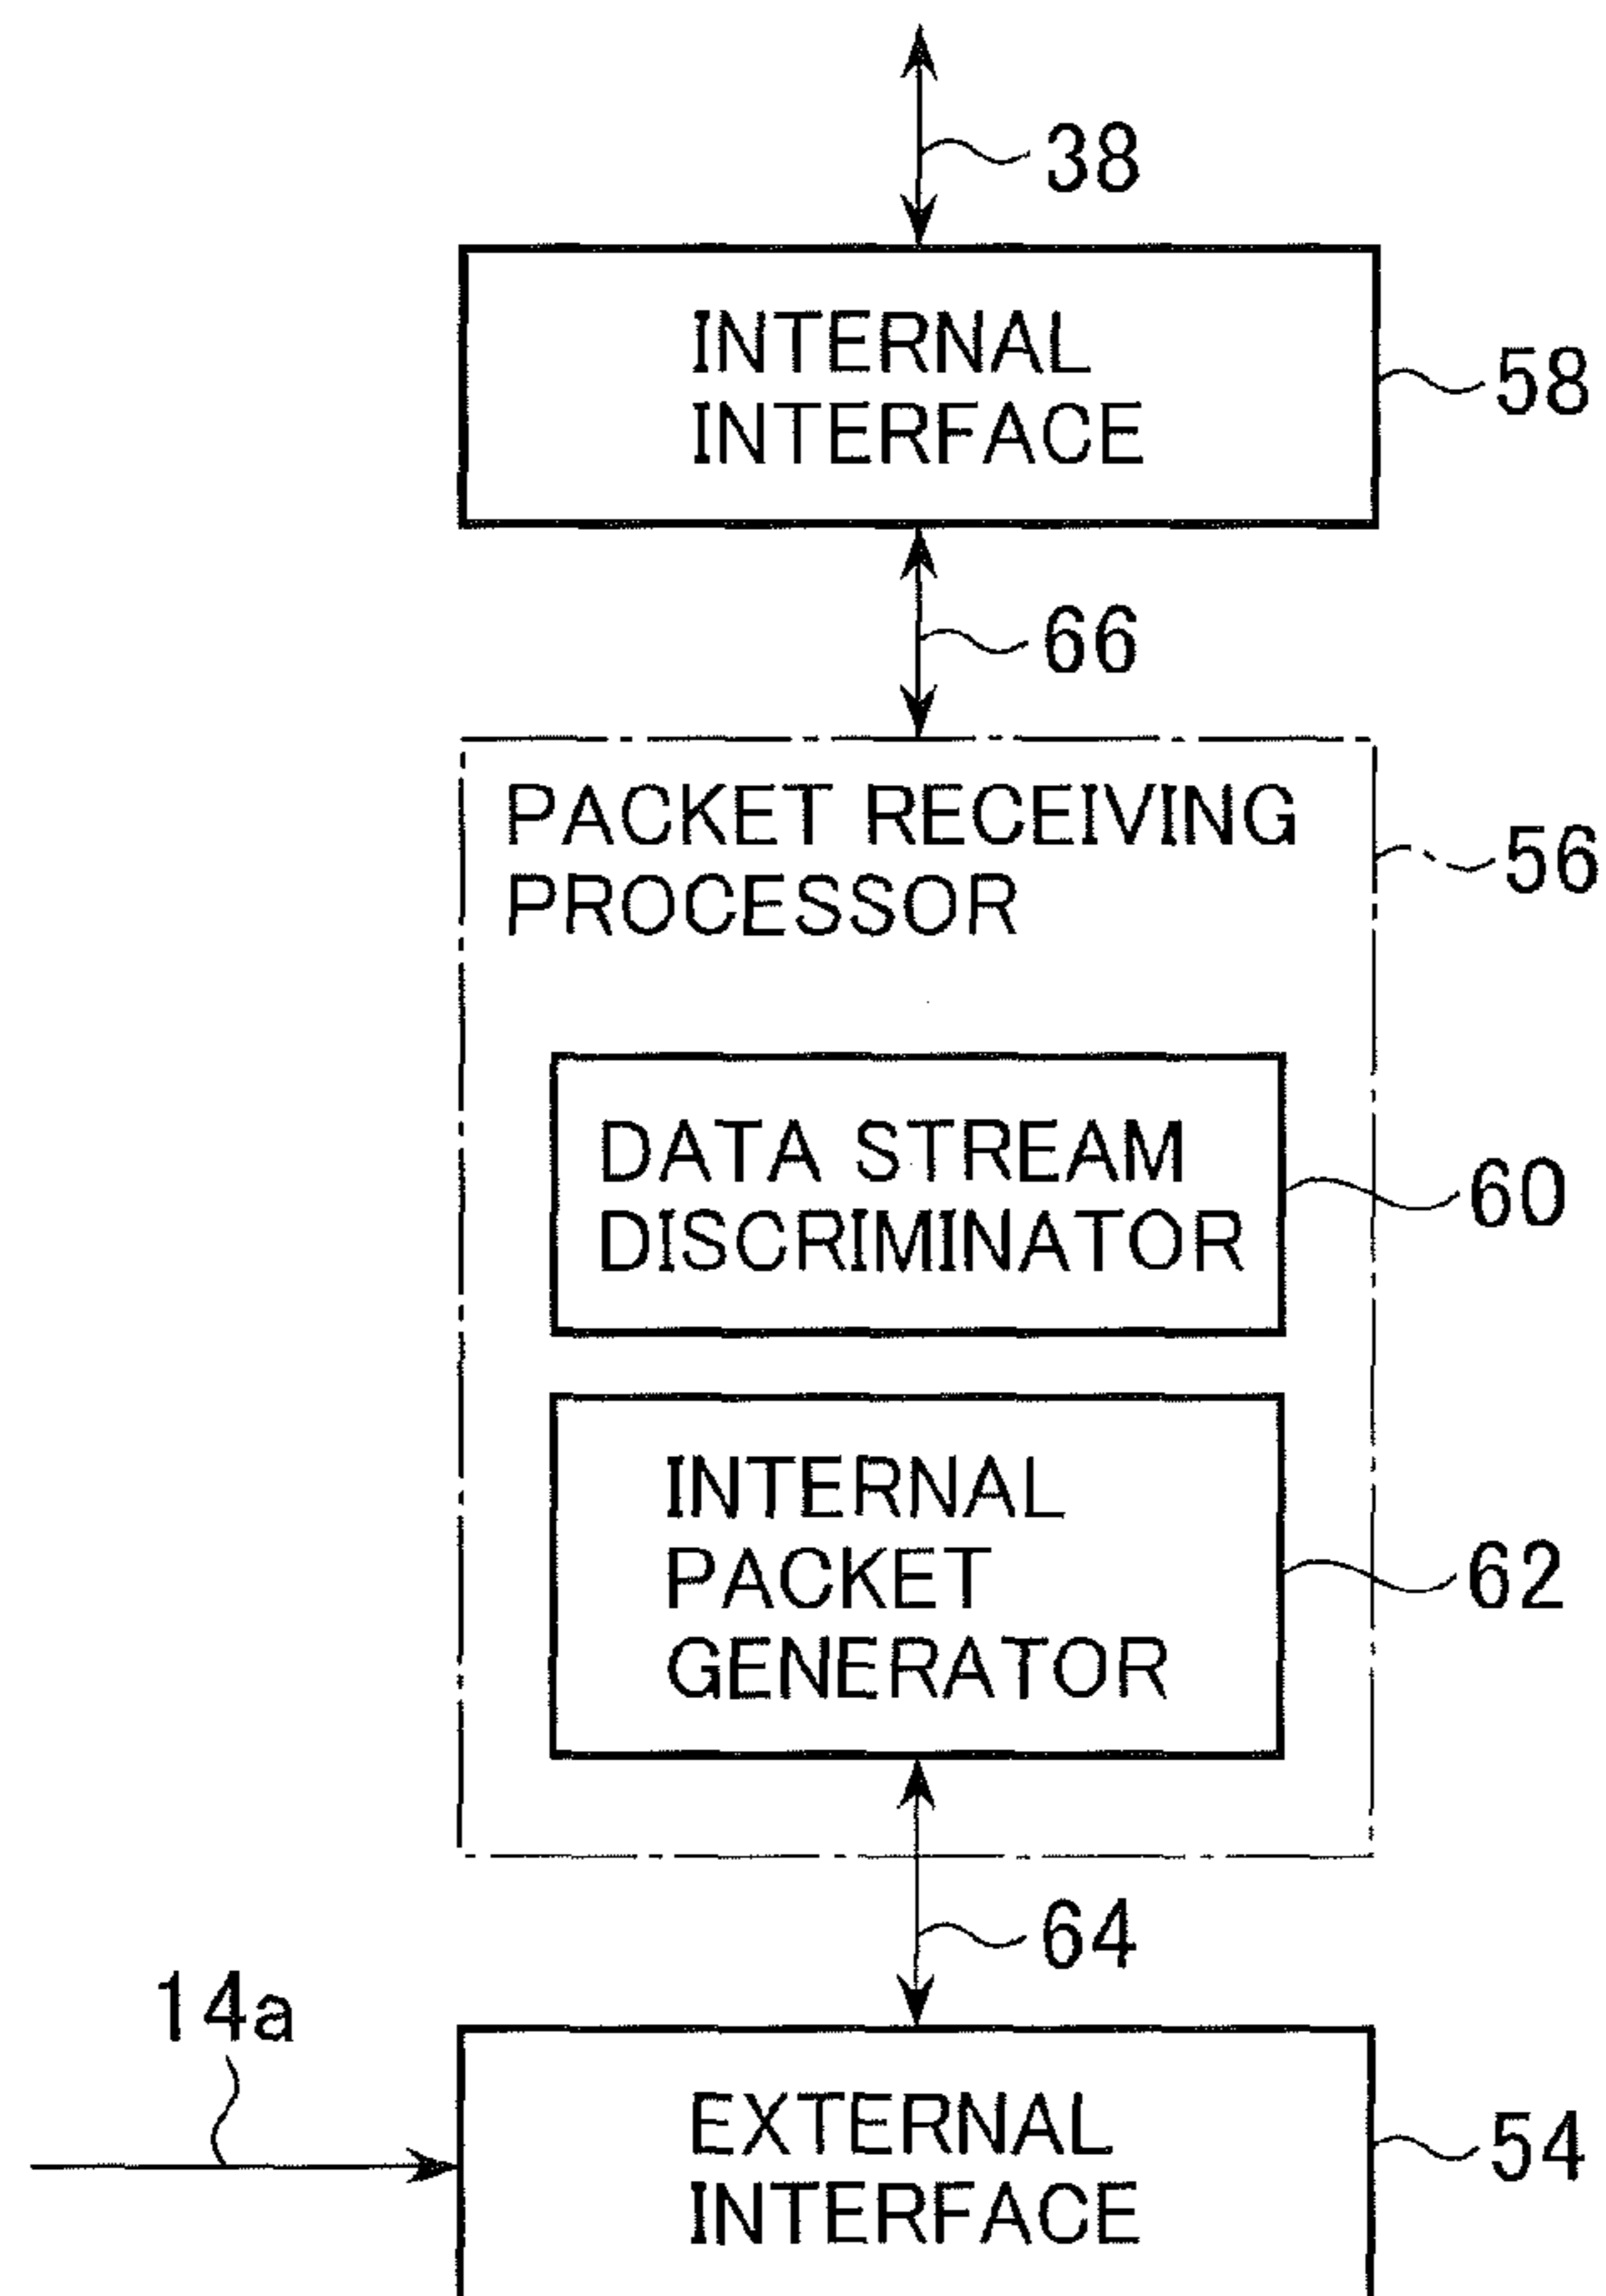 38
INTERNAL
INTERFACE
58
66
PACKET RECEIVING
PROCESSOR
56
DATA STREAM
DISCRIMINATOR
60
INTERNAL
PACKET
GENERATOR
62
64
14a
EXTERNAL
INTERFACE
54